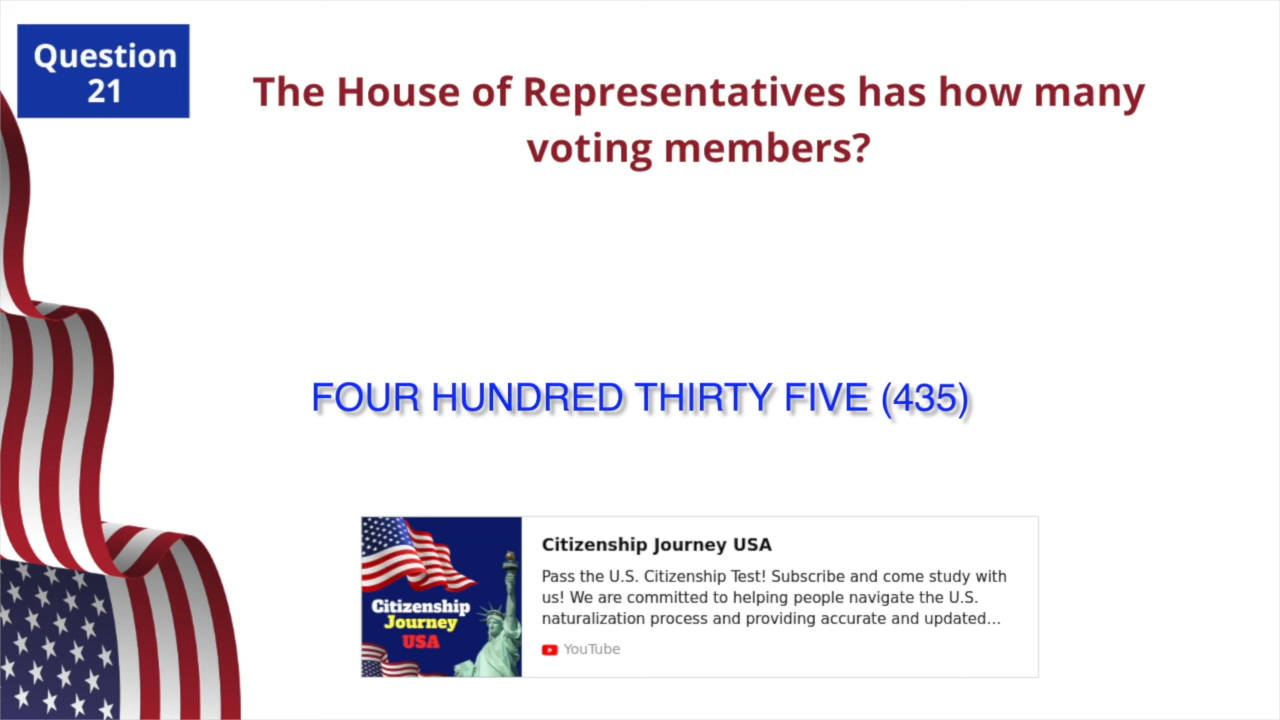 Question
21
The House of Representatives has how many
voting members?
FOUR HUNDRED THIRTY FIVE (435)
Citizenship
Journey
USA
Citizenship Journey USA
Pass the U.S. Citizenship Test! Subscribe and come study with
us! We are committed to helping people navigate the U.S.
naturalization process and providing accurate and updated...
YouTube